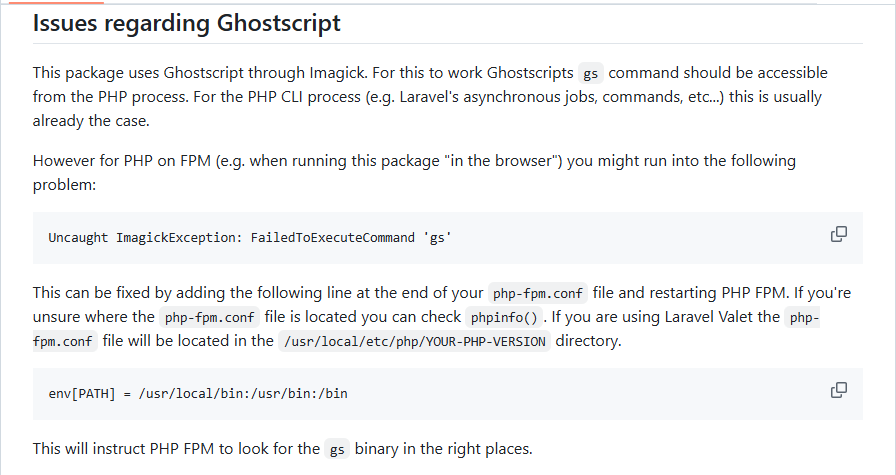 Issues regarding Ghostscript
This package uses Ghostscript through Imagick. For this to work Ghostscripts gs command should be accessible
from the PHP process. For the PHP CLI process (e.g. Laravel's asynchronous jobs, commands, etc...) this is usually
already the case.
However for PHP on FPM (e.g. when running this package "in the browser") you might run into the following
problem:
Uncaught ImagickException: FailedToExecuteCommand 'gs'
This can be fixed by adding the following line at the end of your php-fpm.conf file and restarting PHP FPM. If you're
unsure where the php-fpm.conf file is located you can check phpinfo(). If you are using Laravel Valet the php-
fpm.conf file will be located in the /usr/local/etc/php/YOUR-PHP-VERSION directory.
env[PATH] = /usr/local/bin:/usr/bin:/bin
This will instruct PHP FPM to look for the gs binary in the right places.